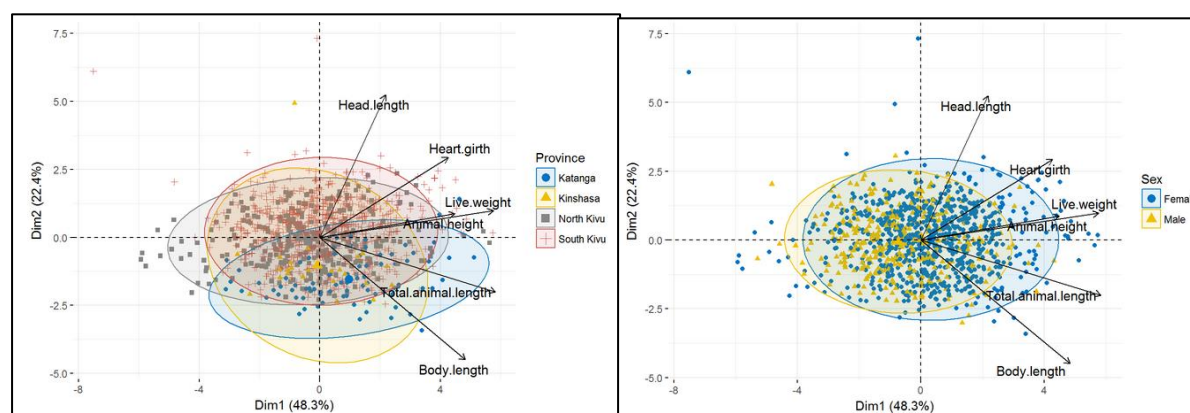 7.5
5.0
2.5
0.0
-2.5
-5.0
Dim2 (22.4%)
Head.length
Heart.girth
Live.weight
Animal.height
Total.animal.length
Body.length
-8
-4
0
4
Dim1 (48.3%)
Province
Katanga
Kinshasa
North Kivu
South Kivu
7.5
5.0
2.5
0.0
-2.5
-5.0
Dim2 (22.4%)
Head.length
Heart.girth
Live.weight
Animal.height
Total.animal.length
Body.length
-8
-4
0
4
Dim1 (48.3%)
Sex
Fema
Male